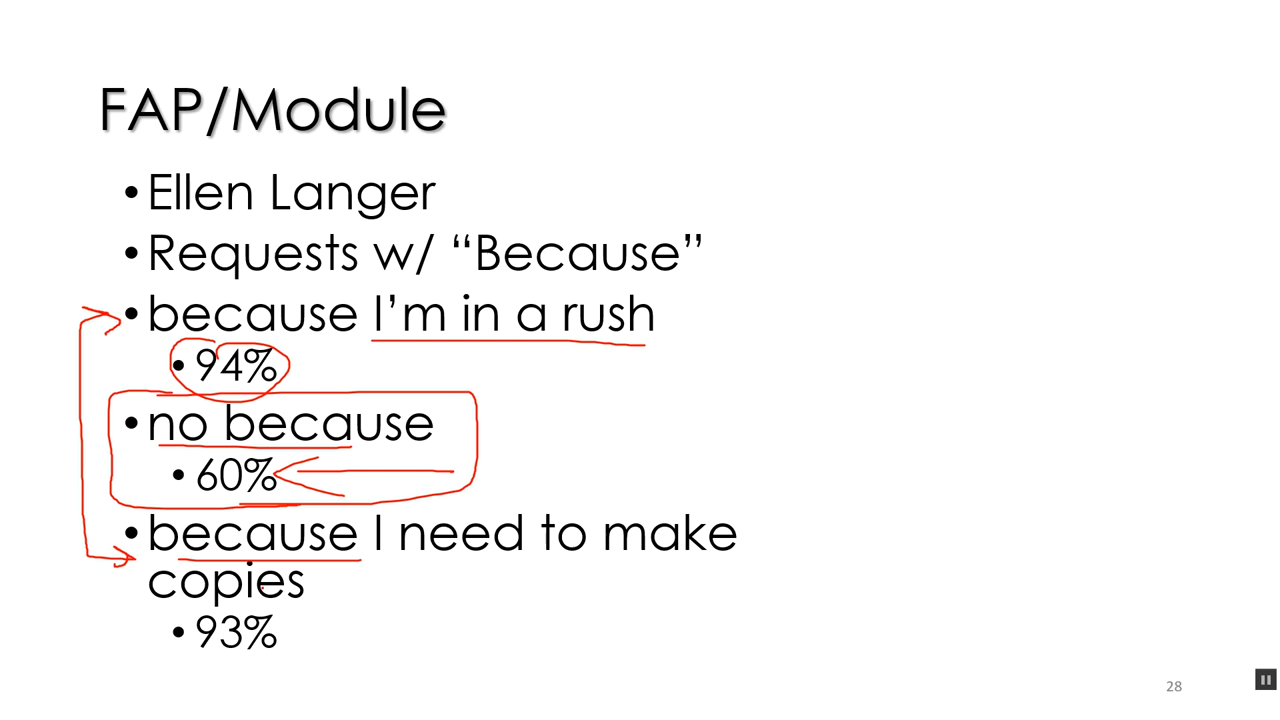 FAP/Module
• Ellen Langer
• Requests w/ “Because”
• because I’m in a rush
• 94%
• no because
• 60%
• because I need to make
copies
• 93%
28